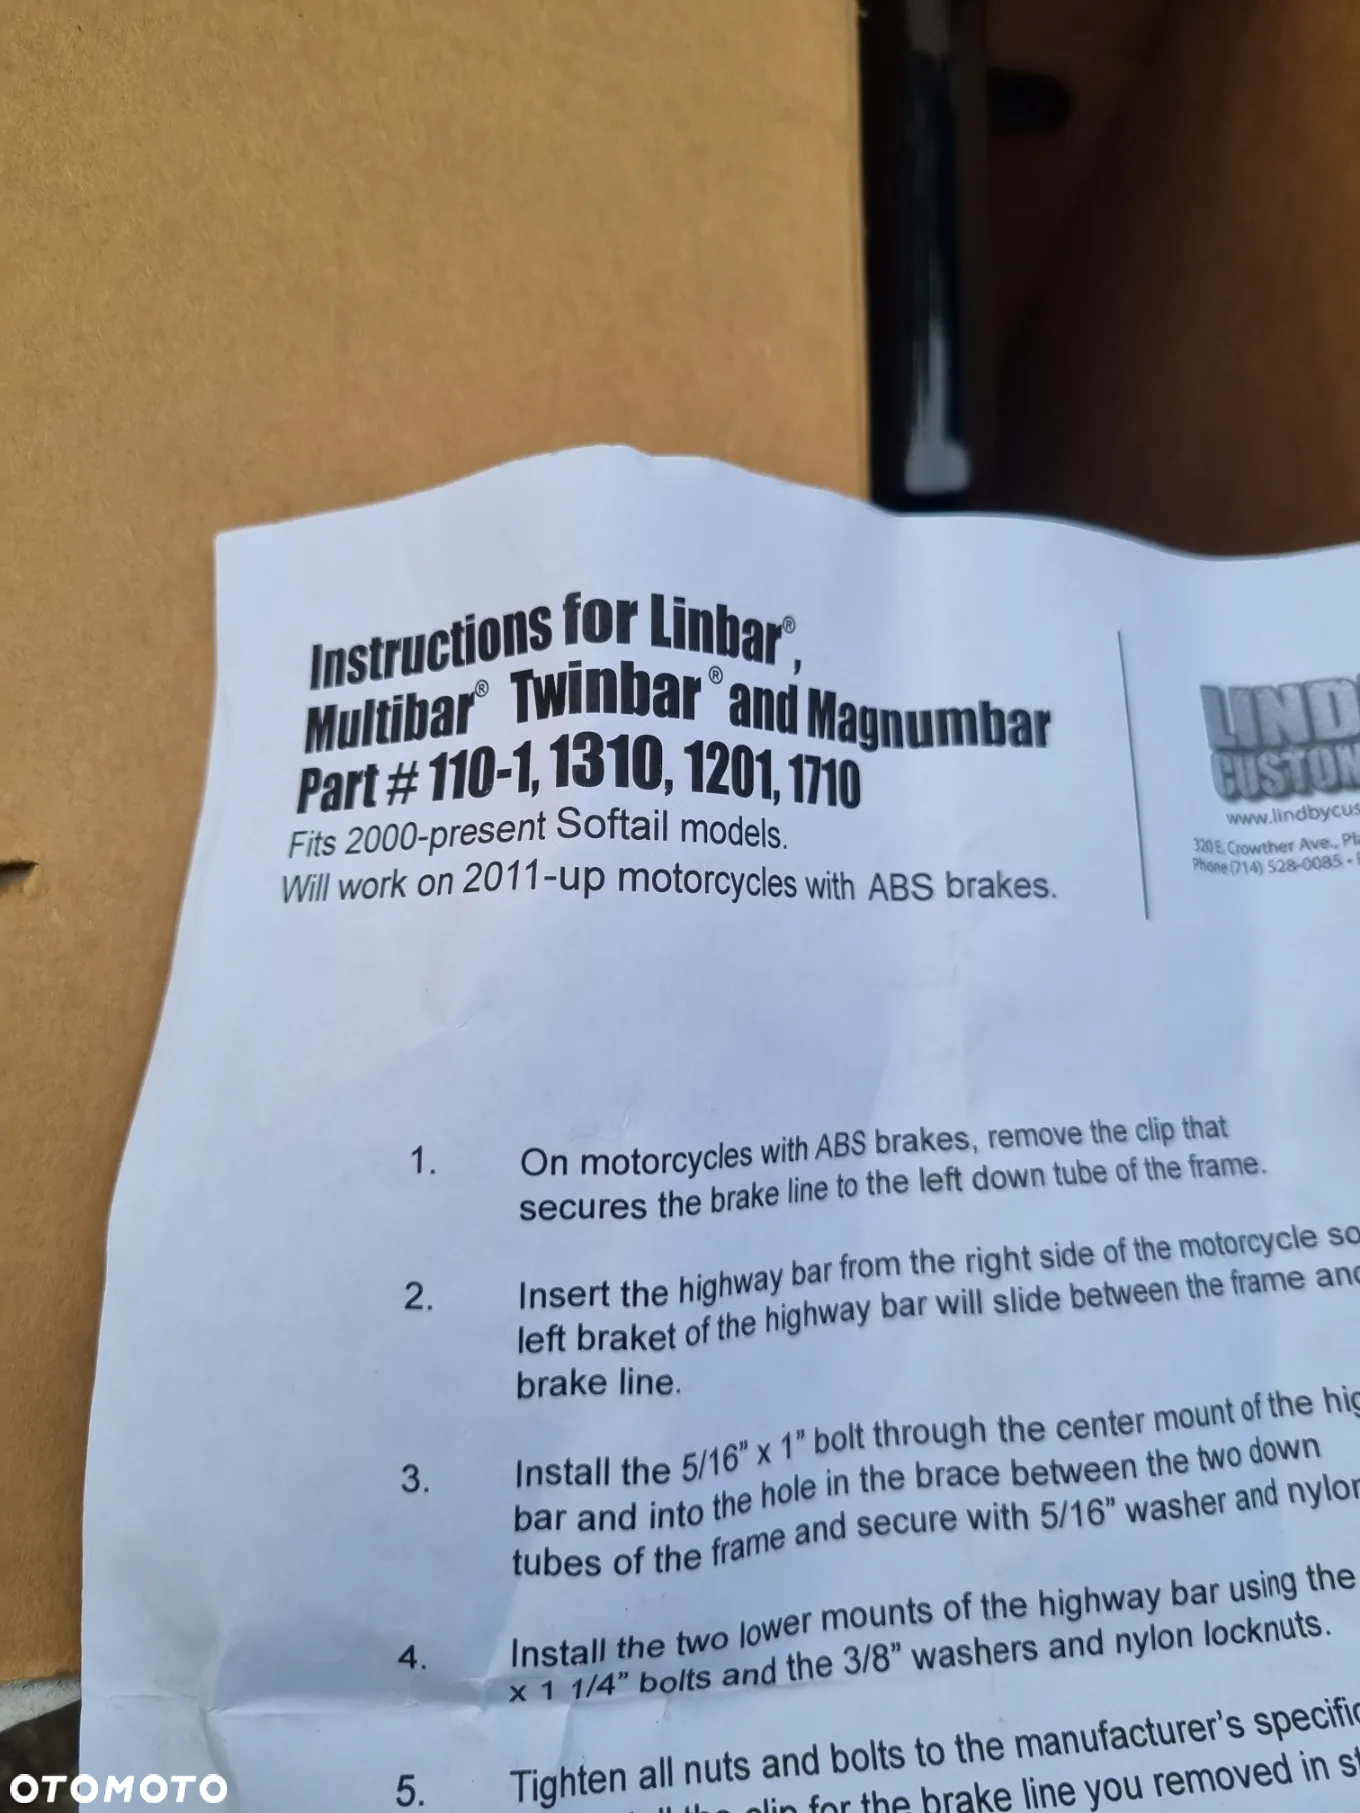 Instructions for Linbar®,
Multibar® Twinbar® and Magnumbar
Part # 110-1, 1310, 1201, 1710
Fits 2000-present Softail models.
Will work on 2011-up motorcycles with ABS brakes.
LIND
CUSTOM
www.lindbycus
320 E. Crowther Ave., Pla
Phone (714) 528-0085 •
1. On motorcycles with ABS brakes, remove the clip that
secures the brake line to the left down tube of the frame.
2. Insert the highway bar from the right side of the motorcycle so
left braket of the highway bar will slide between the frame and
brake line.
3. Install the 5/16” x 1” bolt through the center mount of the hig
bar and into the hole in the brace between the two down
tubes of the frame and secure with 5/16” washer and nylon
4. Install the two lower mounts of the highway bar using the
x 1 1/4” bolts and the 3/8” washers and nylon locknuts.
5. Tighten all nuts and bolts to the manufacturer’s specific
the clip for the brake line you removed in st
OTOMOTO